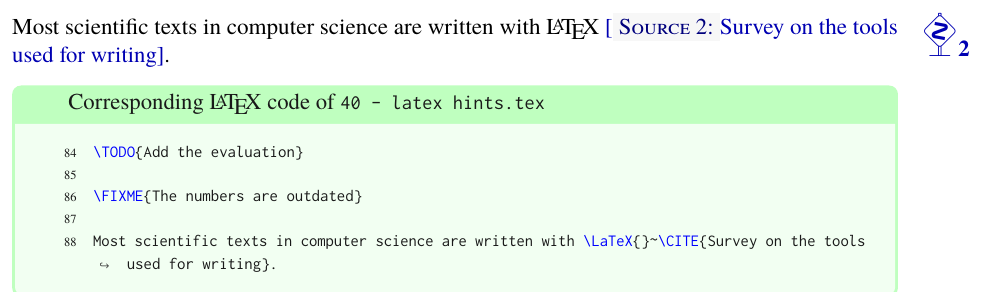 Most scientific texts in computer science are written with LATEX [ SOURCE 2: Survey on the tools
used for writing].
2
Corresponding LATEX code of 40 - latex hints.tex
84 \TODO{Add the evaluation}
85
86 \FIXME{The numbers are outdated}
87
88 Most scientific texts in computer science are written with \LaTeX{}~\CITE{Survey on the tools
↪ used for writing}.